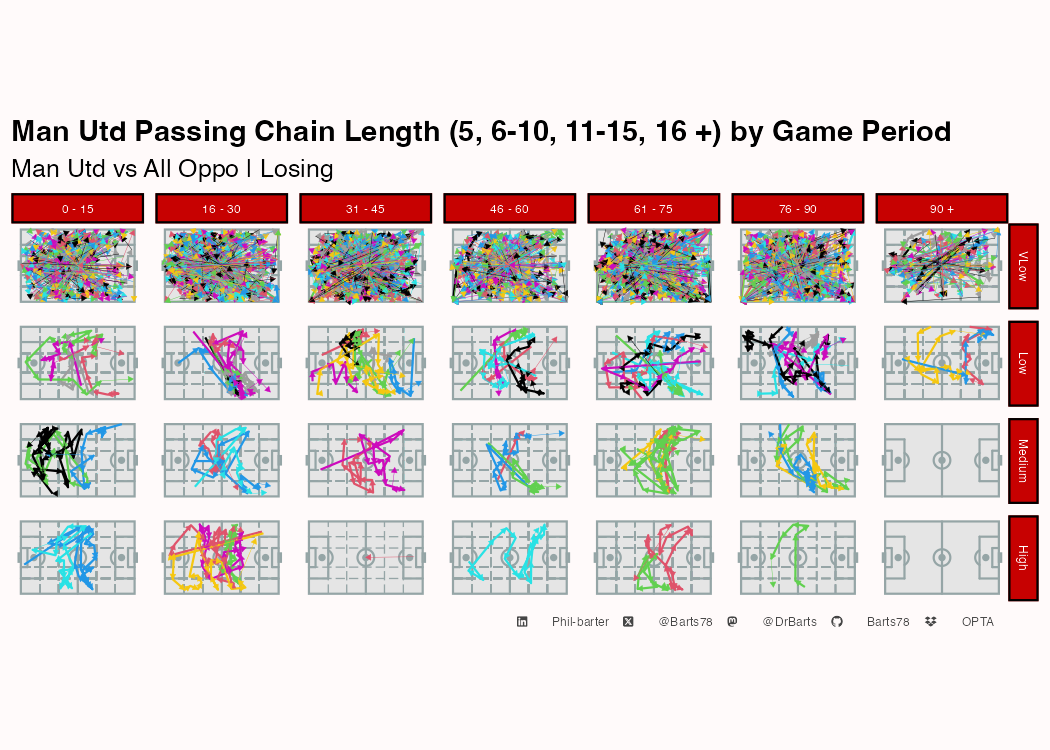 Man Utd Passing Chain Length (5, 6-10, 11-15, 16 +) by Game Period
Man Utd vs All Oppo | Losing
0 - 15 16 - 30 31 - 45 46 - 60 61 - 75 76 - 90 90 +
VLow
Low
Medium
High
Phil-barter @Barts78 @DrBarts Barts78 OPTA